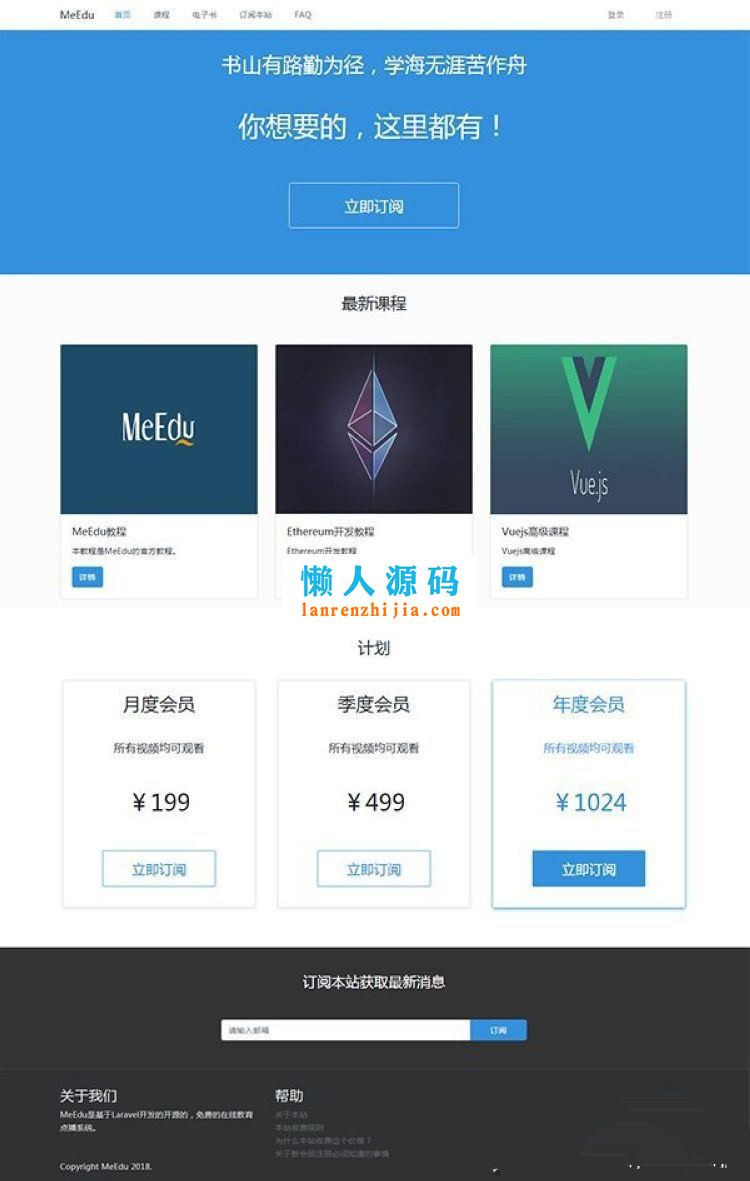 MeEdu 首页 课程 电子书 订阅本站 FAQ 登录 注册
书山有路勤为径，学海无涯苦作舟
你想要的，这里都有！
立即订阅
最新课程
MeEdu
Vue.js
MeEdu教程 Ethereum开发教程 Vuejs高级课程
本教程是MeEdu的官方教程。 Ethereum开发教程 Vuejs高级课程
详情 详情
懒人源码
lanrenzhijia.com
计划
月度会员 季度会员 年度会员
所有视频均可观看 所有视频均可观看 所有视频均可观看
￥199 ￥499 ￥1024
立即订阅 立即订阅 立即订阅
订阅本站获取最新消息
请输入邮箱 订阅
关于我们 帮助
MeEdu是基于Laravel开发的开源的，免费的在线教育
点播系统。
关于本站
本站收费规则
为什么本站收费这个价格？
关于新会员注册必须知道的事情
Copyright MeEdu 2018.